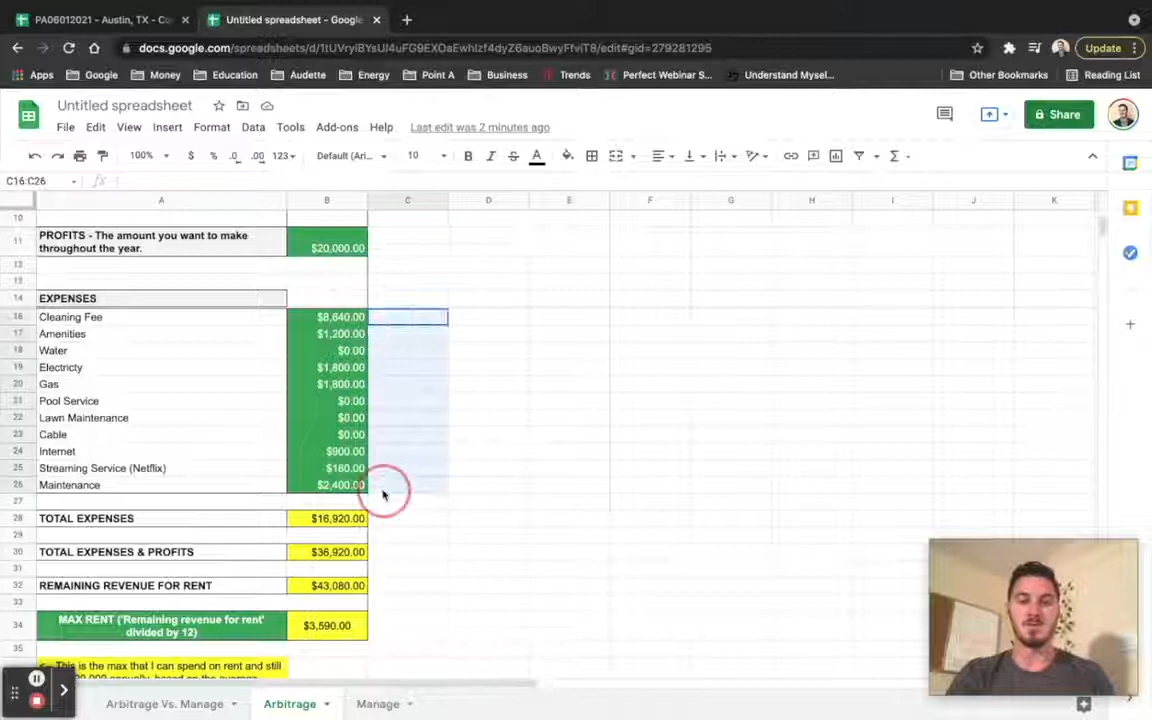 PA06012021 - Austin, TX - Co
Untitled spreadsheet - Google
docs.google.com/spreadsheets/d/1tUVryiBYsUl4uFG9EXOaEwhIzf4dyZ6auoBwyFfviT8/edit#gid=279281295
Update
Apps
Google
Money
Education
Audette
Energy
Point A
Business
Trends
Perfect Webinar S...
Understand Mysel...
Other Bookmarks
Reading List
Untitled spreadsheet
File Edit View Insert Format Data Tools Add-ons Help Last edit was 2 minutes ago
Share
100% $ % .0 .00 123 Default (Ari... 10 B I S A
C16:C26 fx
A B C D E F G H I J K
10
11 PROFITS - The amount you want to make throughout the year. $20,000.00
12
13
14 EXPENSES
16 Cleaning Fee $8,640.00
17 Amenities $1,200.00
18 Water $0.00
19 Electricty $1,800.00
20 Gas $1,800.00
21 Pool Service $0.00
22 Lawn Maintenance $0.00
23 Cable $0.00
24 Internet $900.00
25 Streaming Service (Netflix) $180.00
26 Maintenance $2,400.00
27
28 TOTAL EXPENSES $16,920.00
29
30 TOTAL EXPENSES & PROFITS $36,920.00
31
32 REMAINING REVENUE FOR RENT $43,080.00
33
34 MAX RENT ('Remaining revenue for rent' divided by 12) $3,590.00
35
<-- This is the max that I can spend on rent and still
annually, based on the average
Arbitrage Vs. Manage
Arbitrage
Manage